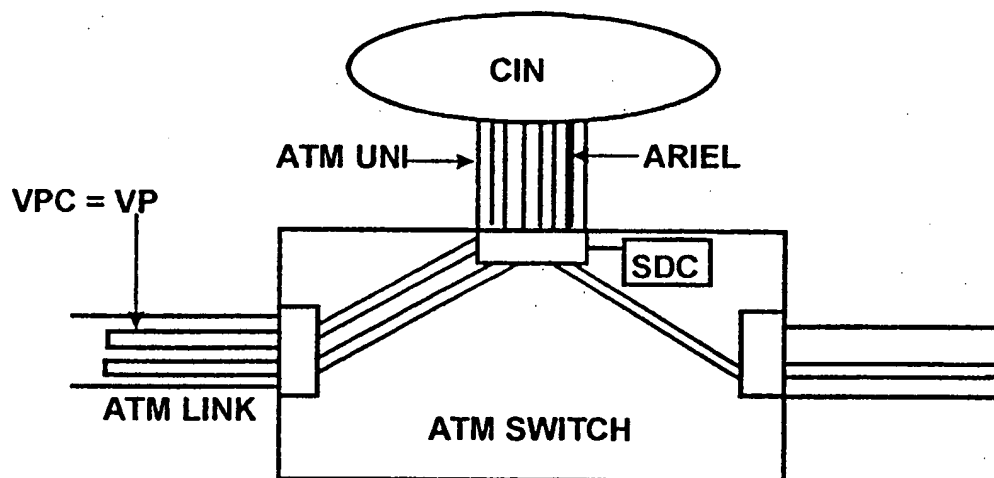 CIN
ATM UNI
ARIEL
VPC = VP
SDC
ATM LINK
ATM SWITCH